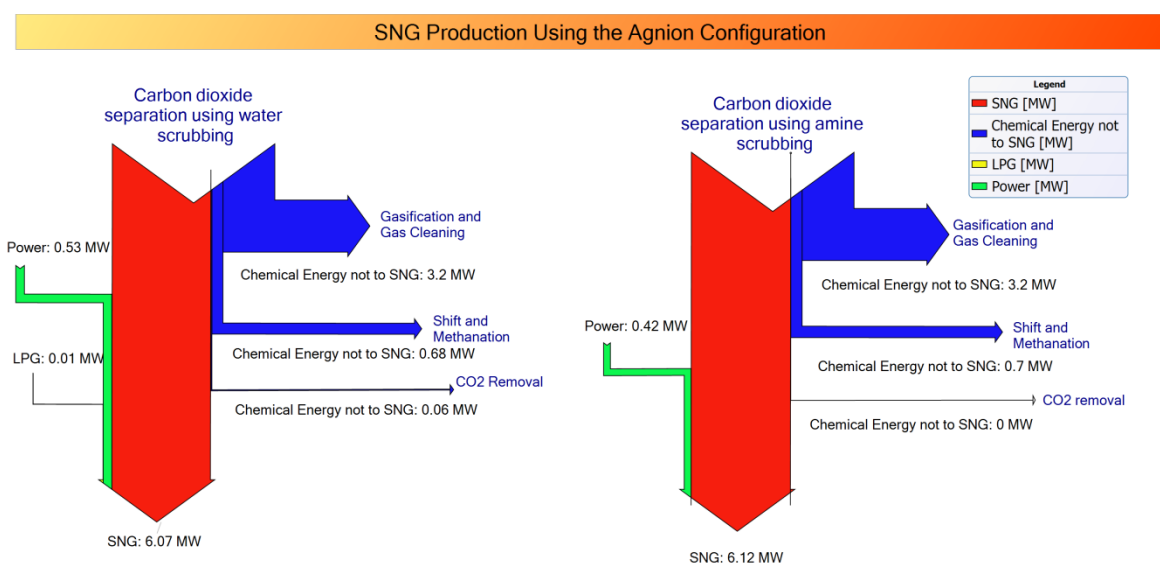 SNG Production Using the Agnion Configuration
Carbon dioxide
separation using water
scrubbing
Gasification and
Gas Cleaning
Power: 0.53 MW
Chemical Energy not to SNG: 3.2 MW
Shift and
Methanation
LPG: 0.01 MW
Chemical Energy not to SNG: 0.68 MW
CO2 Removal
Chemical Energy not to SNG: 0.06 MW
SNG: 6.07 MW
Carbon dioxide
separation using amine
scrubbing
Gasification and
Gas Cleaning
Chemical Energy not to SNG: 3.2 MW
Power: 0.42 MW
Shift and
Methanation
Chemical Energy not to SNG: 0.7 MW
CO2 removal
Chemical Energy not to SNG: 0 MW
SNG: 6.12 MW
Legend
SNG [MW]
Chemical Energy not
to SNG [MW]
LPG [MW]
Power [MW]